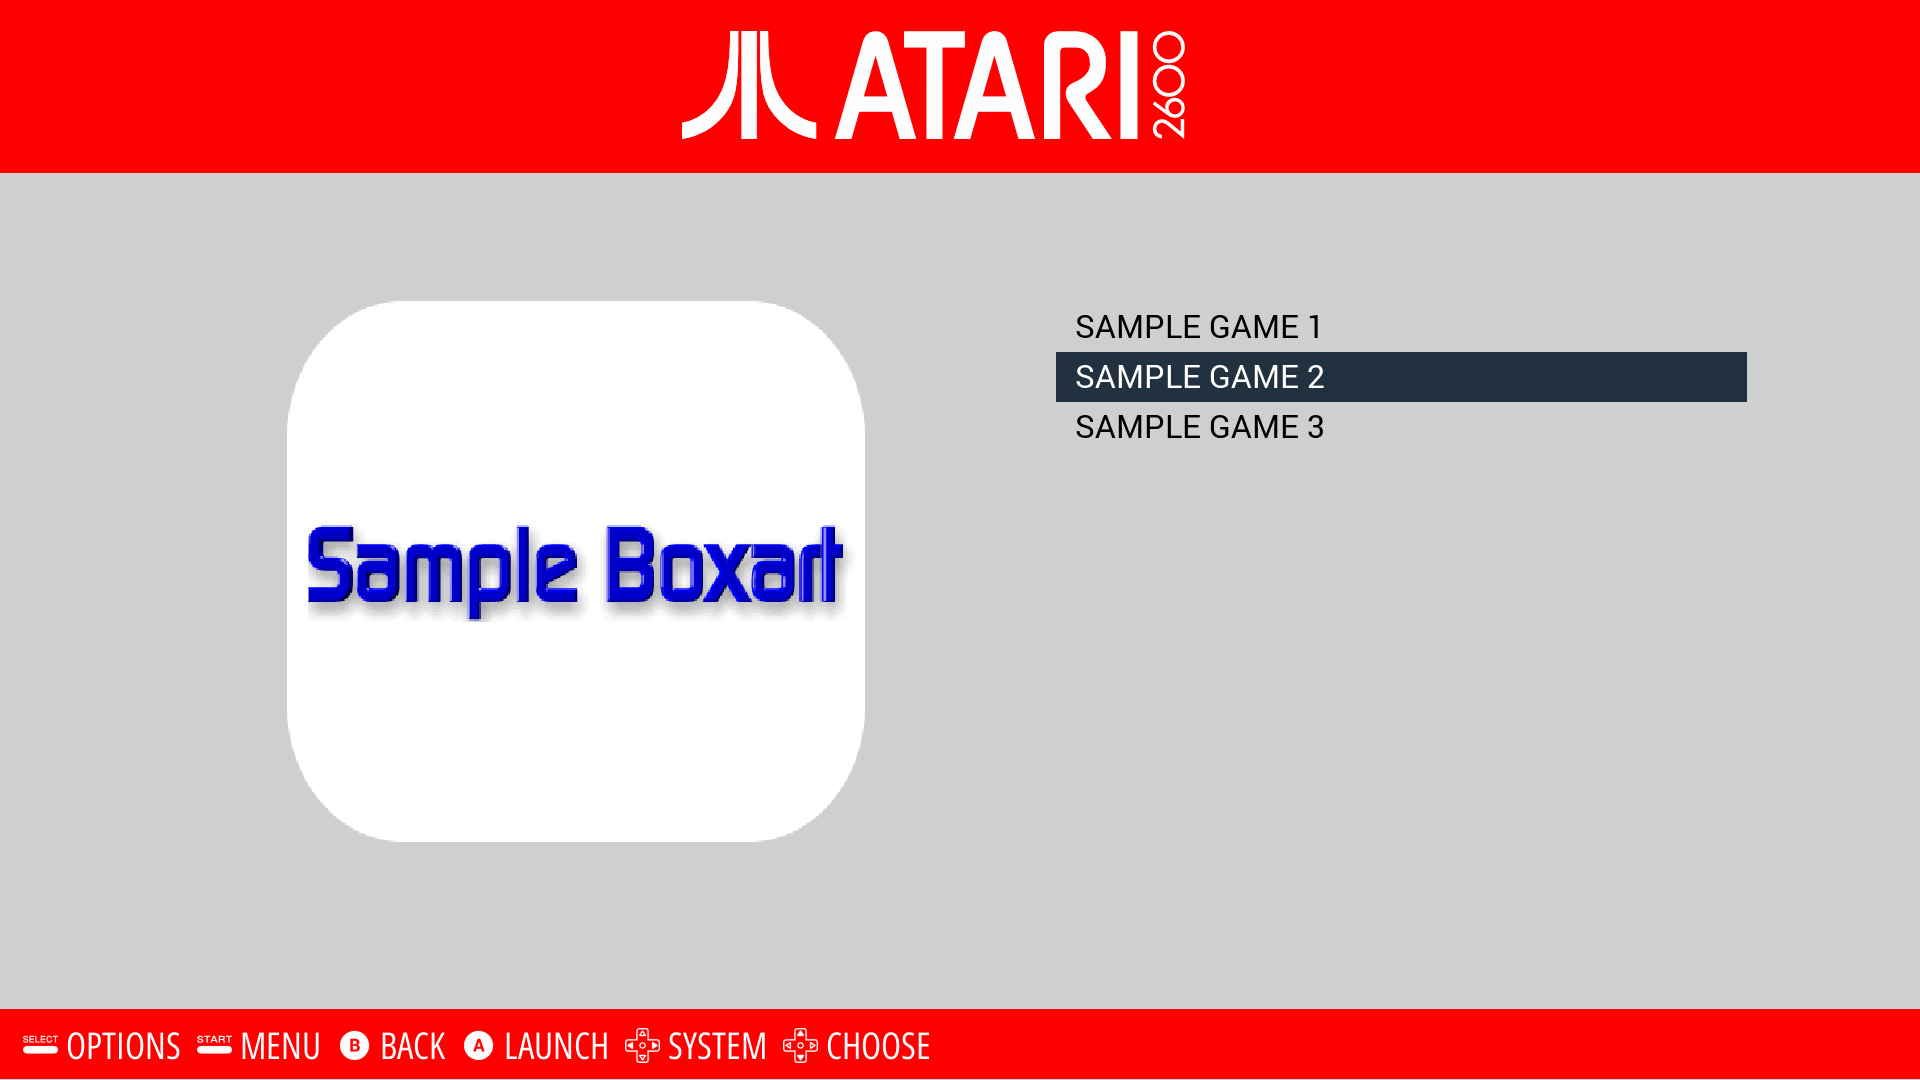 ATARI 2600
SAMPLE GAME 1
SAMPLE GAME 2
SAMPLE GAME 3
Sample Boxart
SELECT OPTIONS START MENU B BACK A LAUNCH SYSTEM CHOOSE